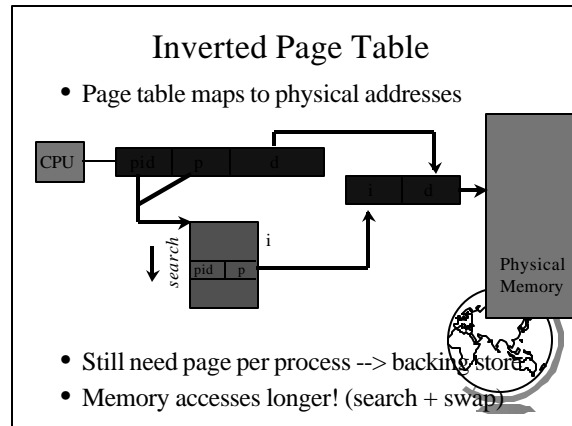 Inverted Page Table
• Page table maps to physical addresses
CPU
pid p d
i d
search
i
pid p
Physical
Memory
• Still need page per process --> backing store
• Memory accesses longer! (search + swap)